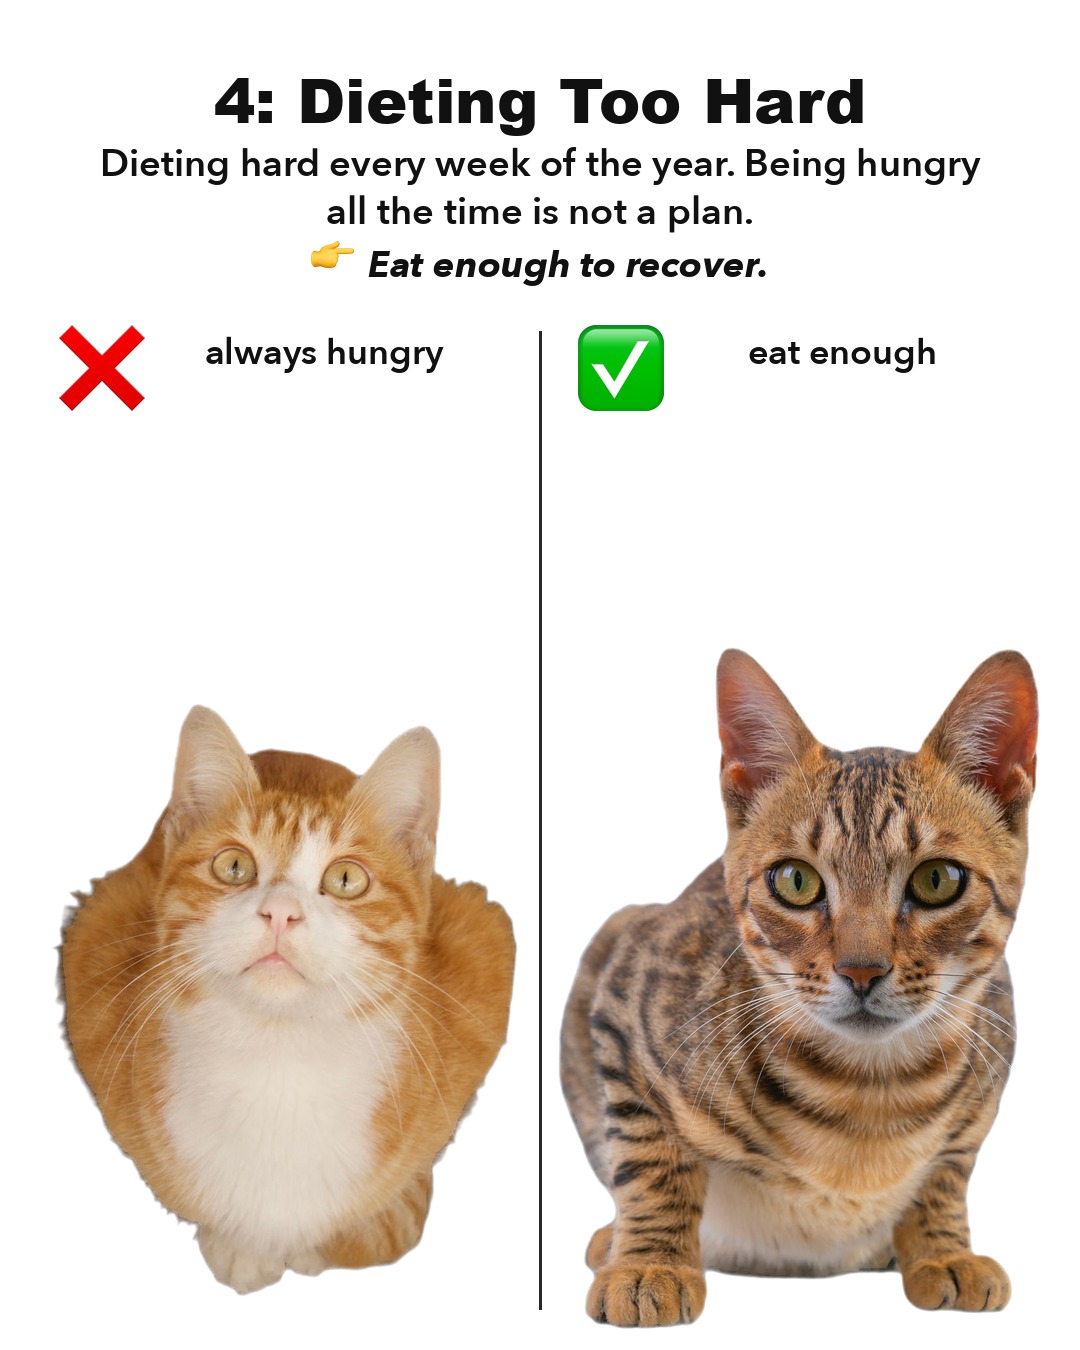 4: Dieting Too Hard
Dieting hard every week of the year. Being hungry
all the time is not a plan.
👉 Eat enough to recover.
❌ always hungry
✅ eat enough